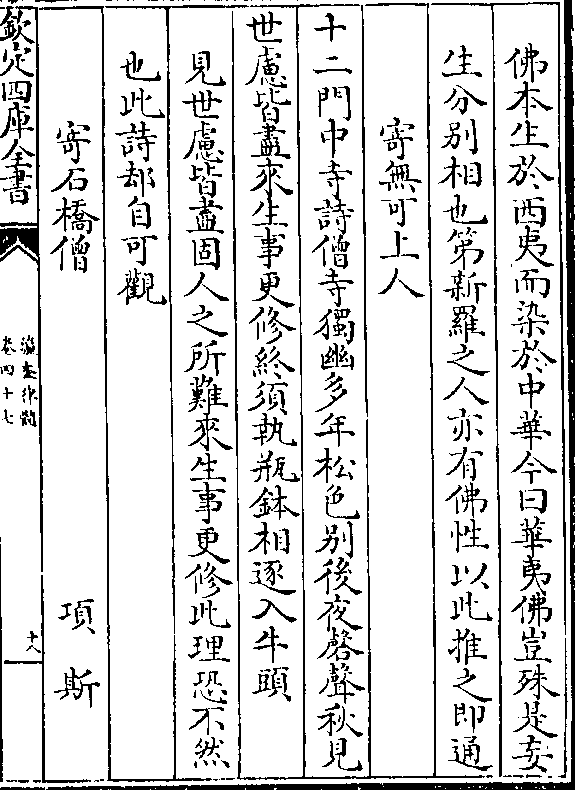 佛本生於西夷而染於中華今曰華夷佛豈殊是妄
生分別相也第新羅之人亦有佛性以此推之即通
寄無可上人
十二門中寺詩僧寺獨幽多年松色別後夜磬聲秋見
世慮皆盡來生事更修終須執瓶鉢相逐入牛頭
見世慮皆盡固人之所難來生事更修此理恐不然
也此詩却自可觀
寄石橋僧 項斯
欽定四庫全書
瀛奎律髓
卷四十七
十八